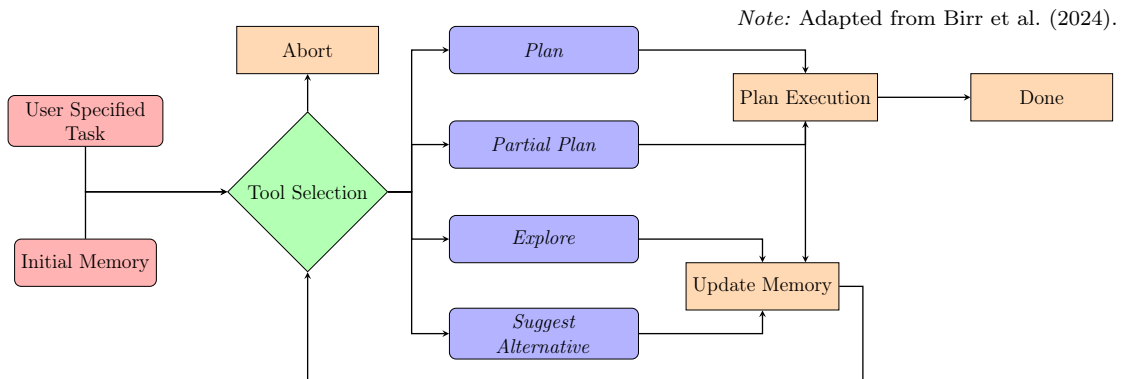 Note: Adapted from Birr et al. (2024).
Abort
Plan
User Specified
Task
Plan Execution
Done
Partial Plan
Tool Selection
Explore
Initial Memory
Update Memory
Suggest
Alternative